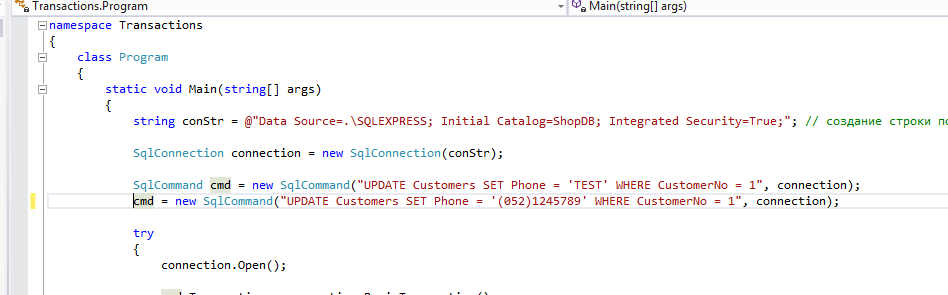 Transactions.Program Main(string[] args)
namespace Transactions
{
class Program
{
static void Main(string[] args)
{
string conStr = @"Data Source=.\SQLEXPRESS; Initial Catalog=ShopDB; Integrated Security=True;"; // создание строки
SqlConnection connection = new SqlConnection(conStr);
SqlCommand cmd = new SqlCommand("UPDATE Customers SET Phone = 'TEST' WHERE CustomerNo = 1", connection);
cmd = new SqlCommand("UPDATE Customers SET Phone = '(052)1245789' WHERE CustomerNo = 1", connection);
try
{
connection.Open();